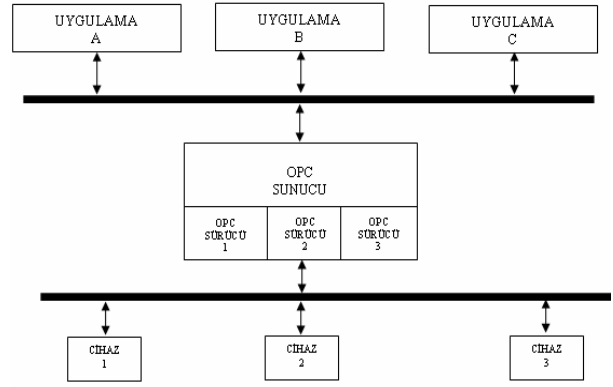 UYGULAMA
A
UYGULAMA
B
UYGULAMA
C
OPC
SUNUCU
OPC
SÜRÜCÜ
1
OPC
SÜRÜCÜ
2
OPC
SÜRÜCÜ
3
CİHAZ
1
CİHAZ
2
CİHAZ
3